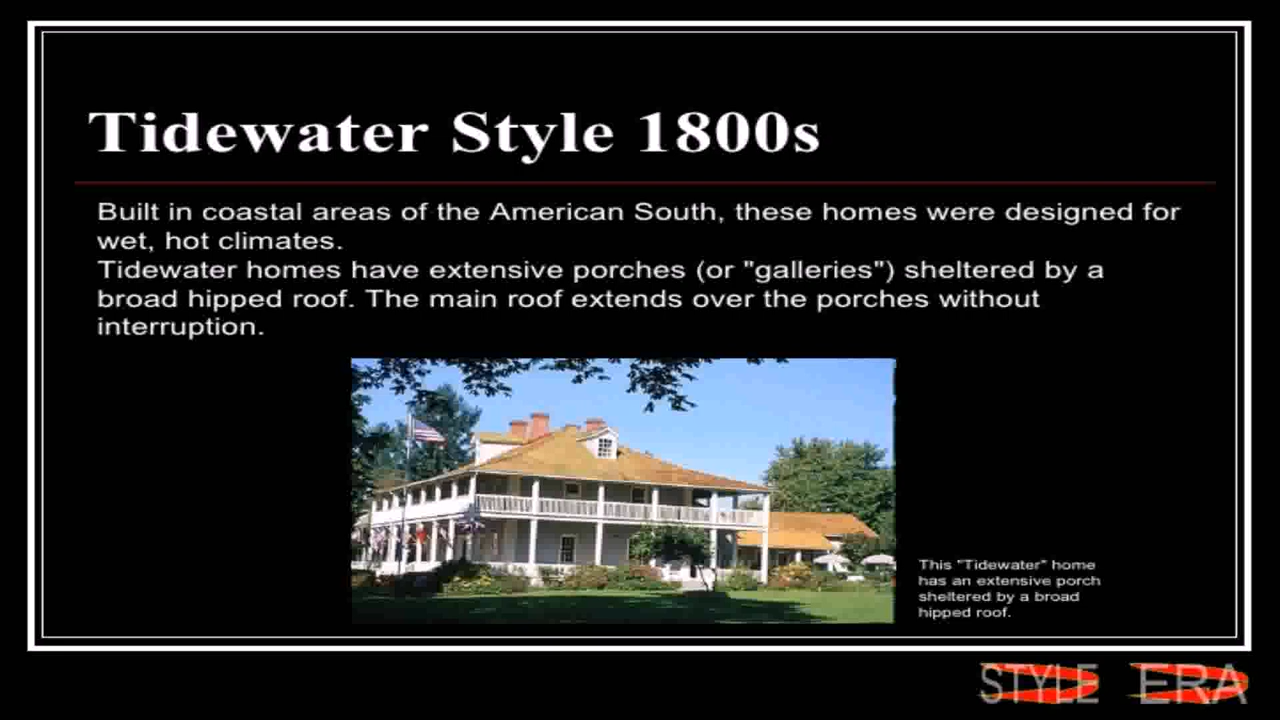 Tidewater Style 1800s
Built in coastal areas of the American South, these homes were designed for
wet, hot climates.
Tidewater homes have extensive porches (or "galleries") sheltered by a
broad hipped roof. The main roof extends over the porches without
interruption.
This "Tidewater" home
has an extensive porch
sheltered by a broad
hipped roof.
STYLE ERA